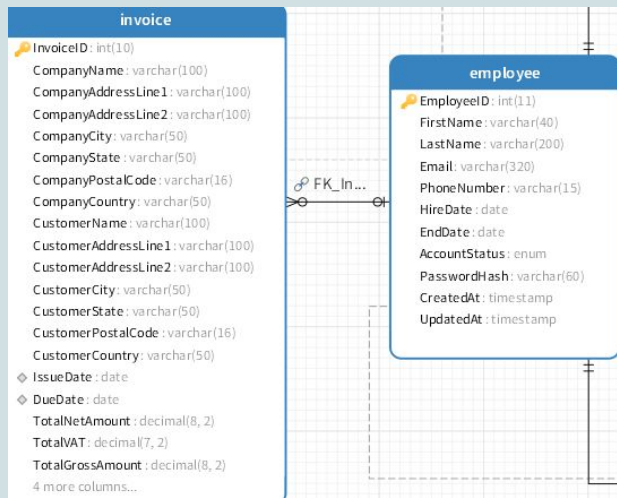 invoice
InvoiceID : int(10)
CompanyName : varchar(100)
CompanyAddressLine1 : varchar(100)
CompanyAddressLine2 : varchar(100)
CompanyCity : varchar(50)
CompanyState : varchar(50)
CompanyPostalCode : varchar(16)
CompanyCountry : varchar(50)
CustomerName : varchar(100)
CustomerAddressLine1 : varchar(100)
CustomerAddressLine2 : varchar(100)
CustomerCity : varchar(50)
CustomerState : varchar(50)
CustomerPostalCode : varchar(16)
CustomerCountry : varchar(50)
IssueDate : date
DueDate : date
TotalNetAmount : decimal(8, 2)
TotalVAT : decimal(7, 2)
TotalGrossAmount : decimal(8, 2)
4 more columns...
FK_In...
employee
EmployeeID : int(11)
FirstName : varchar(40)
LastName : varchar(200)
Email : varchar(320)
PhoneNumber : varchar(15)
HireDate : date
EndDate : date
AccountStatus : enum
PasswordHash : varchar(60)
CreatedAt : timestamp
UpdatedAt : timestamp